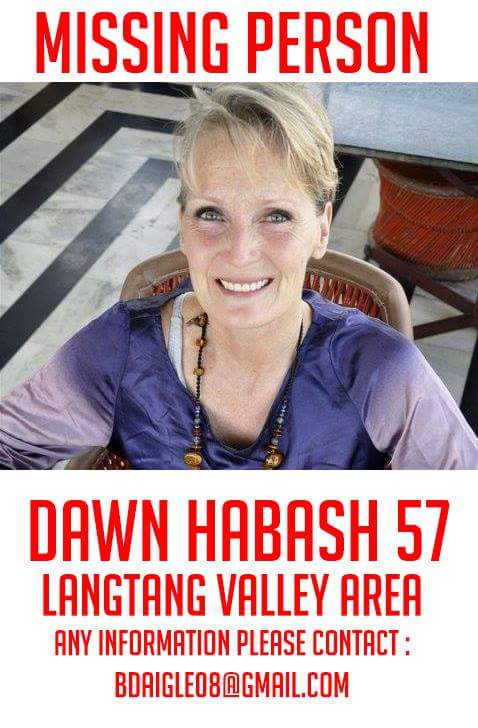 MISSING PERSON
DAWN HABASH 57
LANGTANG VALLEY AREA
ANY INFORMATION PLEASE CONTACT :
BDAIGLE08@GMAIL.COM